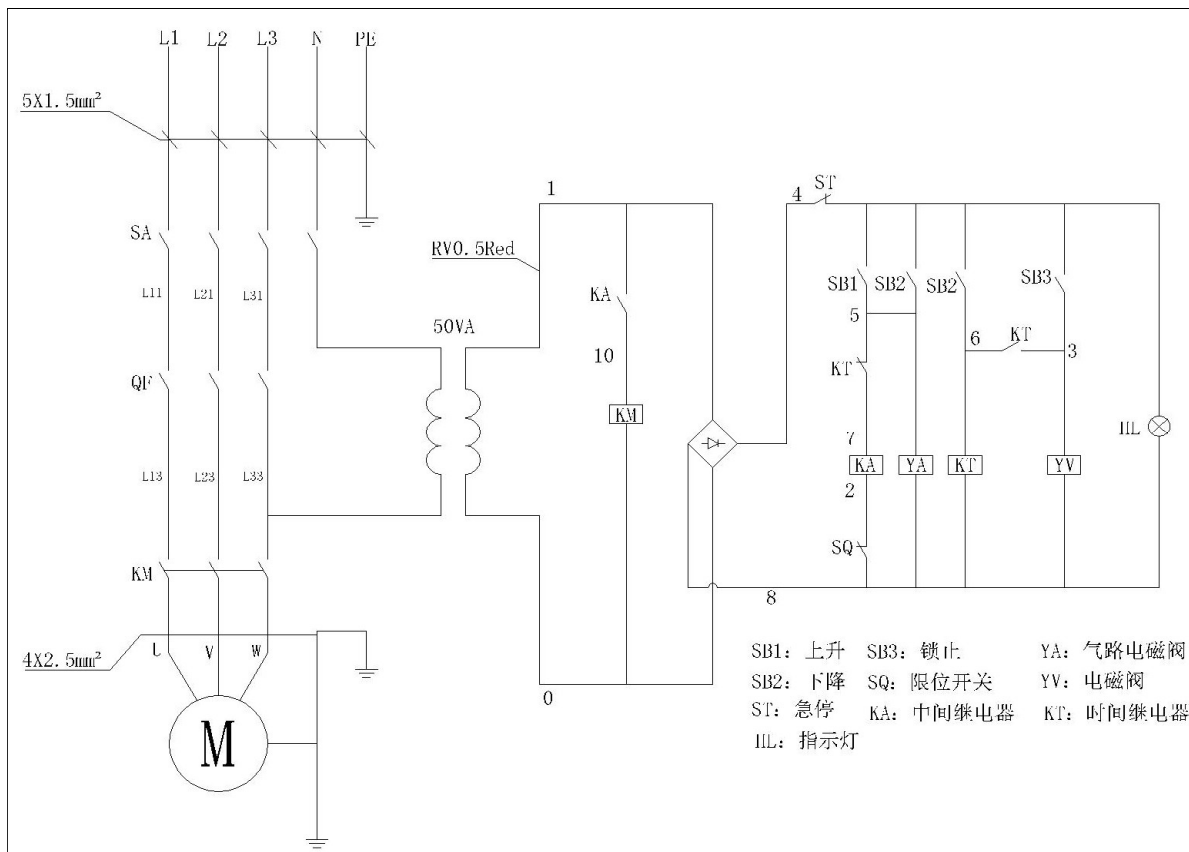 L1 L2 L3 N PE
5X1.5mm²
1
4
ST
SA
RV0.5Red
L11 L21 L31
KA
SB1 SB2 SB2 SB3
50VA
5
6 KT 3
10
QF
KT
KM
HL
7
L13 L23 L33
KA YA KT YV
2
SQ
KM
8
U V W
4X2.5mm²
0
M
SB1: 上升 SB3: 锁止 YA: 气路电磁阀
SB2: 下降 SQ: 限位开关 YV: 电磁阀
ST: 急停 KA: 中间继电器 KT: 时间继电器
HL: 指示灯